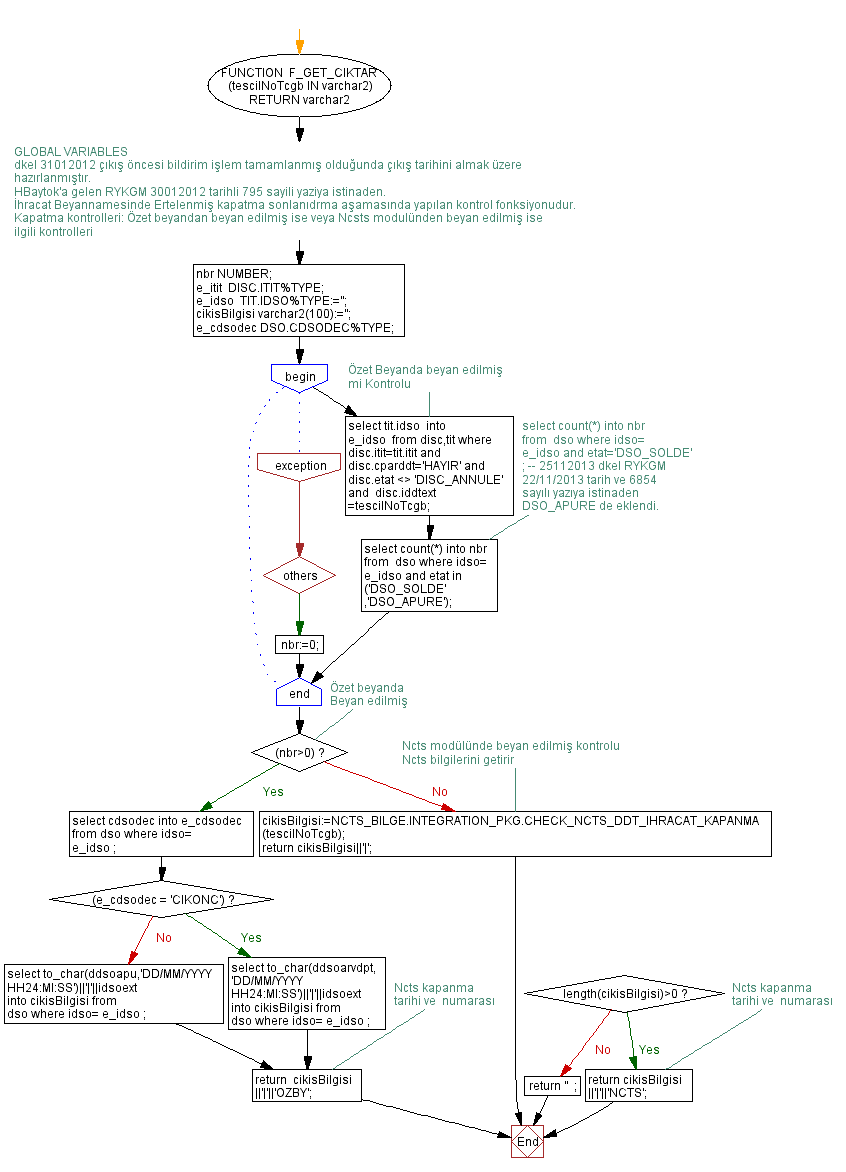 FUNCTION F_GET_CIKTAR
(tescilNoTcgb IN varchar2)
RETURN varchar2
GLOBAL VARIABLES
dkel 31012012 çıkış öncesi bildirim işlem tamamlanmış olduğunda çıkış tarihini almak üzere
hazırlanmıştır.
HBaytok'a gelen RYKGM 30012012 tarihli 795 sayili yaziya istinaden.
İhracat Beyannamesinde Ertelenmiş kapatma sonlanıdrma aşamasında yapılan kontrol fonksiyonudur.
Kapatma kontrolleri: Özet beyandan beyan edilmiş ise veya Ncsts modulünden beyan edilmiş ise
ilgili kontrolleri
nbr NUMBER;
e_itit DISC.ITIT%TYPE;
e_idso TIT.IDSO%TYPE:='';
cikisBilgisi varchar2(100):='';
e_cdsodec DSO.CDSODEC%TYPE;
begin
Özet Beyanda beyan edilmiş
mi Kontrolu
select tit.idso into
e_idso from disc,tit where
disc.itit=tit.itit and
disc.cparddt='HAYIR' and
disc.etat <> 'DISC_ANNULE'
and disc.iddtext
=tescilNoTcgb;
select count(*) into nbr
from dso where idso=
e_idso and etat='DSO_SOLDE'
; -- 25112013 dkel RYKGM
22/11/2013 tarih ve 6854
sayılı yazıya istinaden
DSO_APURE de eklendi.
exception
select count(*) into nbr
from dso where idso=
e_idso and etat in
('DSO_SOLDE'
,'DSO_APURE');
others
nbr:=0;
end
Özet beyanda
Beyan edilmiş
(nbr>0) ?
Ncts modülünde beyan edilmiş kontrolu
Ncts bilgilerini getirir
Yes
No
select cdsodec into e_cdsodec
from dso where idso=
e_idso ;
cikisBilgisi:=NCTS_BILGE.INTEGRATION_PKG.CHECK_NCTS_DDT_IHRACAT_KAPANMA
(tescilNoTcgb);
return cikisBilgisi||'|';
(e_cdsodec = 'CIKONC') ?
No
Yes
select to_char(ddsoapu,'DD/MM/YYYY
HH24:MI:SS')||'|'||idsoext
into cikisBilgisi from
dso where idso= e_idso ;
select to_char(ddsoarvdpt,
'DD/MM/YYYY
HH24:MI:SS')||'|'||idsoext
into cikisBilgisi from
dso where idso= e_idso ;
Ncts kapanma
tarihi ve numarası
length(cikisBilgisi)>0 ?
Ncts kapanma
tarihi ve numarası
No
Yes
return cikisBilgisi
||'|'||'OZBY';
return '' ;
return cikisBilgisi
||'|'||'NCTS';
End